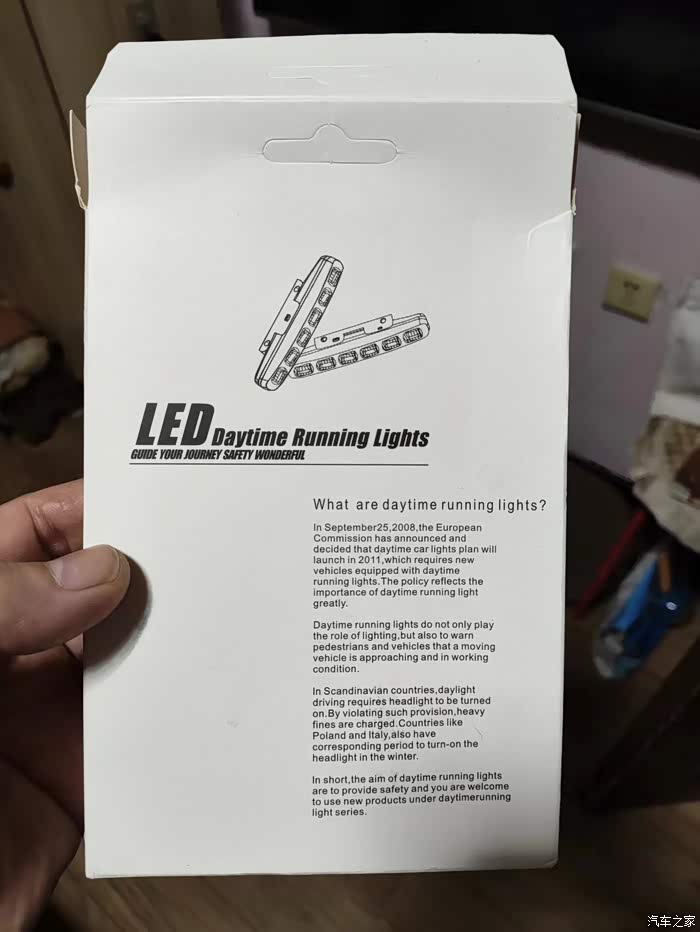 LED Daytime Running Lights
GUIDE YOUR JOURNEY SAFETY WONDERFUL
What are daytime running lights?
In September25,2008,the European
Commission has announced and
decided that daytime car lights plan will
launch in 2011,which requires new
vehicles equipped with daytime
running lights.The policy reflects the
importance of daytime running light
greatly.
Daytime running lights do not only play
the role of lighting,but also to warn
pedestrians and vehicles that a moving
vehicle is approaching and in working
condition.
In Scandinavian countries,daylight
driving requires headlight to be turned
on.By violating such provision,heavy
fines are charged.Countries like
Poland and Italy,also have
corresponding period to turn-on the
headlight in the winter.
In short,the aim of daytime running lights
are to provide safety and you are welcome
to use new products under daytimerunning
light series.
汽车之家